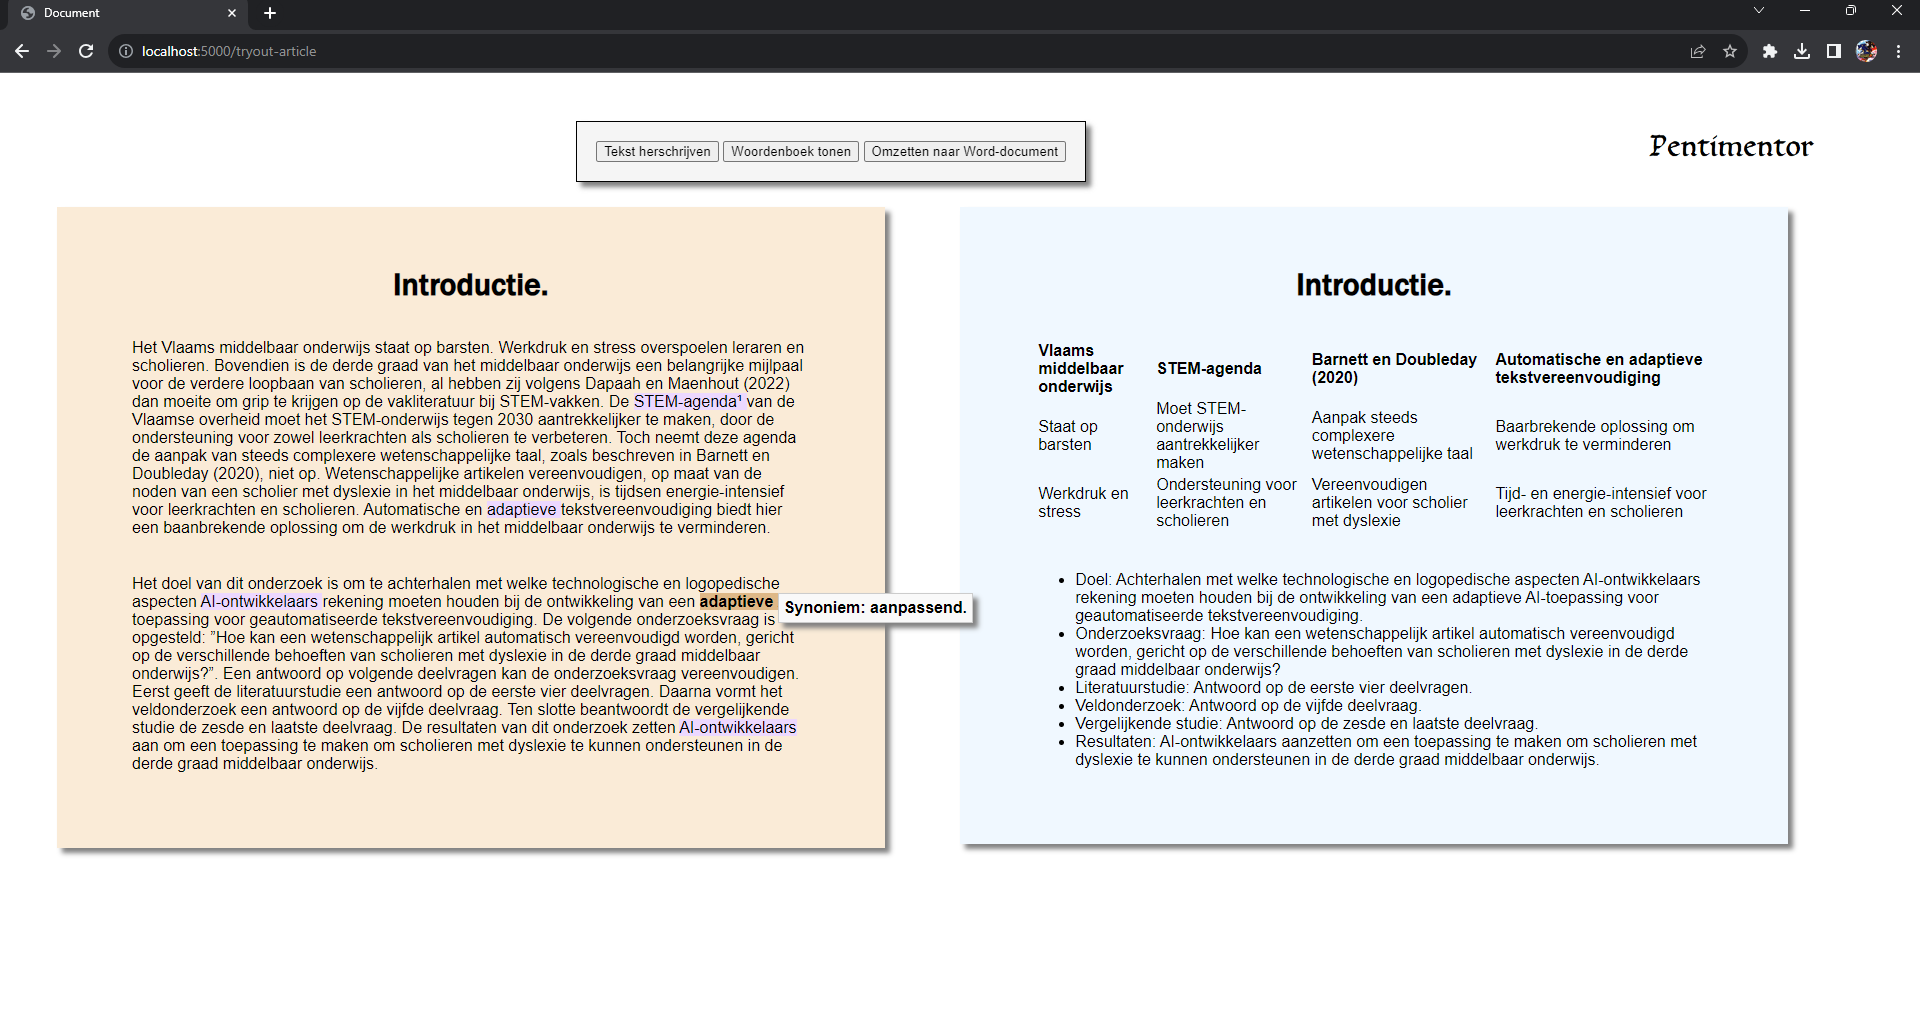 Document
localhost:5000/tryout-article
Tekst herschrijven
Woordenboek tonen
Omzetten naar Word-document
Pentimentor
Introductie.
Het Vlaams middelbaar onderwijs staat op barsten. Werkdruk en stress overspoelen leraren en
scholieren. Bovendien is de derde graad van het middelbaar onderwijs een belangrijke mijlpaal
voor de verdere loopbaan van scholieren, al hebben zij volgens Dapaah en Maenhout (2022)
dan moeite om grip te krijgen op de vakliteratuur bij STEM-vakken. De STEM-agenda¹ van de
Vlaamse overheid moet het STEM-onderwijs tegen 2030 aantrekkelijker te maken, door de
ondersteuning voor zowel leerkrachten als scholieren te verbeteren. Toch neemt deze agenda
de aanpak van steeds complexere wetenschappelijke taal, zoals beschreven in Barnett en
Doubleday (2020), niet op. Wetenschappelijke artikelen vereenvoudigen, op maat van de
noden van een scholier met dyslexie in het middelbaar onderwijs, is tijdsen energie-intensief
voor leerkrachten en scholieren. Automatische en adaptieve tekstvereenvoudiging biedt hier
een baanbrekende oplossing om de werkdruk in het middelbaar onderwijs te verminderen.
Het doel van dit onderzoek is om te achterhalen met welke technologische en logopedische
aspecten AI-ontwikkelaars rekening moeten houden bij de ontwikkeling van een adaptieve
Synoniem: aanpassend.
toepassing voor geautomatiseerde tekstvereenvoudiging. De volgende onderzoeksvraag is
opgesteld: ”Hoe kan een wetenschappelijk artikel automatisch vereenvoudigd worden, gericht
op de verschillende behoeften van scholieren met dyslexie in de derde graad middelbaar
onderwijs?”. Een antwoord op volgende deelvragen kan de onderzoeksvraag vereenvoudigen.
Eerst geeft de literatuurstudie een antwoord op de eerste vier deelvragen. Daarna vormt het
veldonderzoek een antwoord op de vijfde deelvraag. Ten slotte beantwoordt de vergelijkende
studie de zesde en laatste deelvraag. De resultaten van dit onderzoek zetten AI-ontwikkelaars
aan om een toepassing te maken om scholieren met dyslexie te kunnen ondersteunen in de
derde graad middelbaar onderwijs.
Introductie.
Vlaams
middelbaar
onderwijs
STEM-agenda
Barnett en Doubleday
(2020)
Automatische en adaptieve
tekstvereenvoudiging
Staat op
barsten
Moet STEM-
onderwijs
aantrekkelijker
maken
Aanpak steeds
complexere
wetenschappelijke taal
Baarbrekende oplossing om
werkdruk te verminderen
Werkdruk en
stress
Ondersteuning voor
leerkrachten en
scholieren
Vereenvoudigen
artikelen voor scholier
met dyslexie
Tijd- en energie-intensief voor
leerkrachten en scholieren
• Doel: Achterhalen met welke technologische en logopedische aspecten AI-ontwikkelaars
rekening moeten houden bij de ontwikkeling van een adaptieve AI-toepassing voor
geautomatiseerde tekstvereenvoudiging.
• Onderzoeksvraag: Hoe kan een wetenschappelijk artikel automatisch vereenvoudigd
worden, gericht op de verschillende behoeften van scholieren met dyslexie in de derde
graad middelbaar onderwijs?
• Literatuurstudie: Antwoord op de eerste vier deelvragen.
• Veldonderzoek: Antwoord op de vijfde deelvraag.
• Vergelijkende studie: Antwoord op de zesde en laatste deelvraag.
• Resultaten: AI-ontwikkelaars aanzetten om een toepassing te maken om scholieren met
dyslexie te kunnen ondersteunen in de derde graad middelbaar onderwijs.